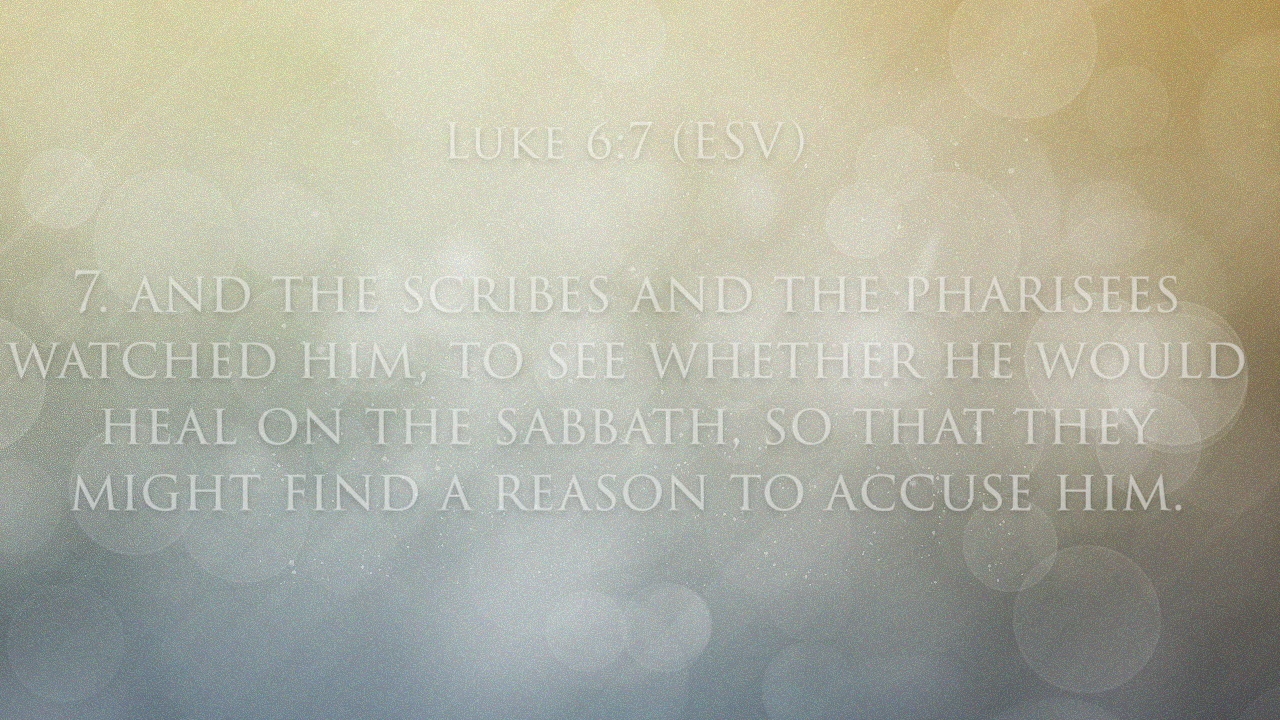 Luke 6:7 (ESV)
7. and the scribes and the Pharisees
watched him, to see whether he would
heal on the Sabbath, so that they
might find a reason to accuse him.